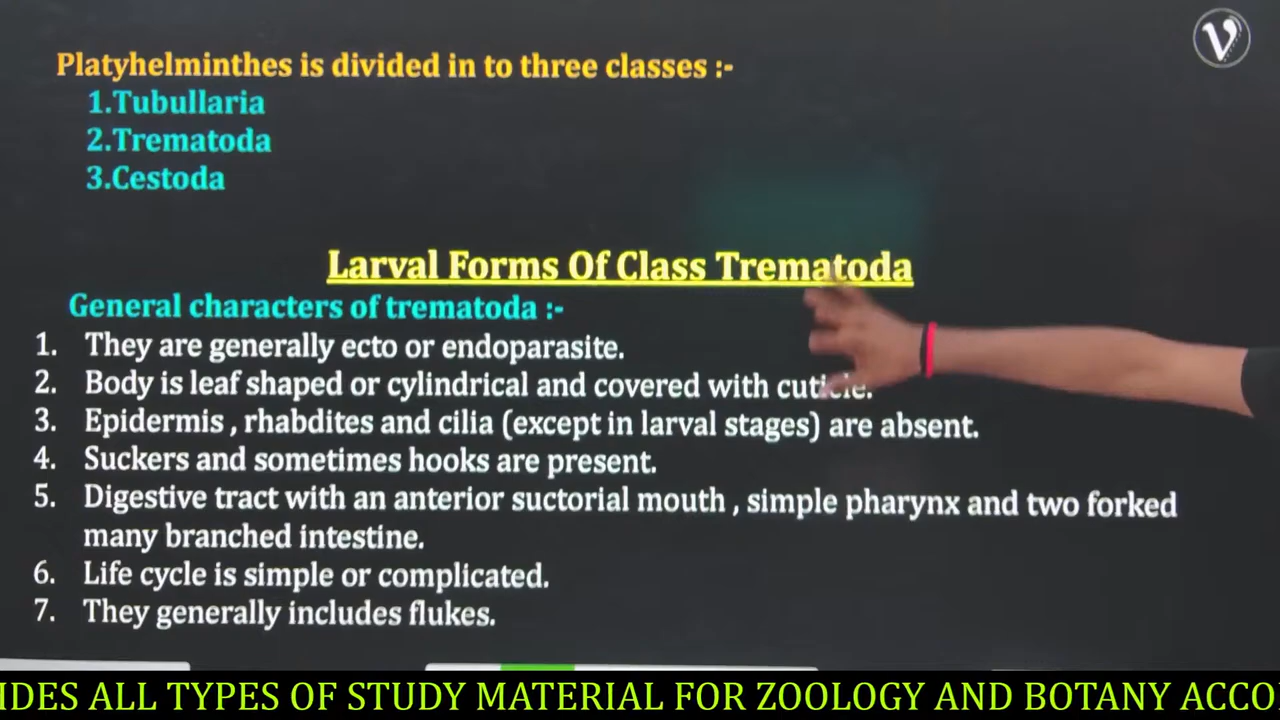 V
Platyhelminthes is divided in to three classes :-
1.Tubullaria
2.Trematoda
3.Cestoda
Larval Forms Of Class Trematoda
General characters of trematoda :-
1. They are generally ecto or endoparasite.
2. Body is leaf shaped or cylindrical and covered with cuticle.
3. Epidermis , rhabdites and cilia (except in larval stages) are absent.
4. Suckers and sometimes hooks are present.
5. Digestive tract with an anterior suctorial mouth , simple pharynx and two forked
many branched intestine.
6. Life cycle is simple or complicated.
7. They generally includes flukes.
IDES ALL TYPES OF STUDY MATERIAL FOR ZOOLOGY AND BOTANY ACCO